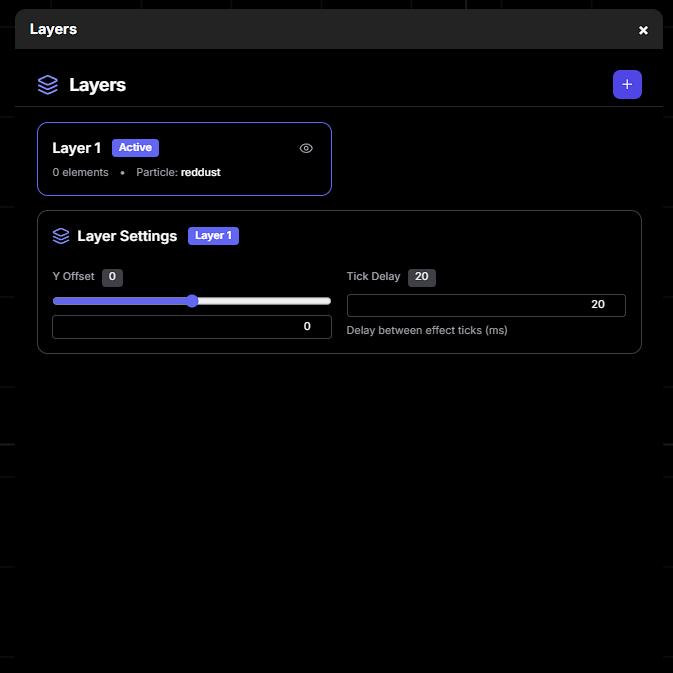 Layers
Layers
Layer 1 Active
0 elements • Particle: reddust
Layer Settings Layer 1
Y Offset 0
Tick Delay 20
0
20
Delay between effect ticks (ms)